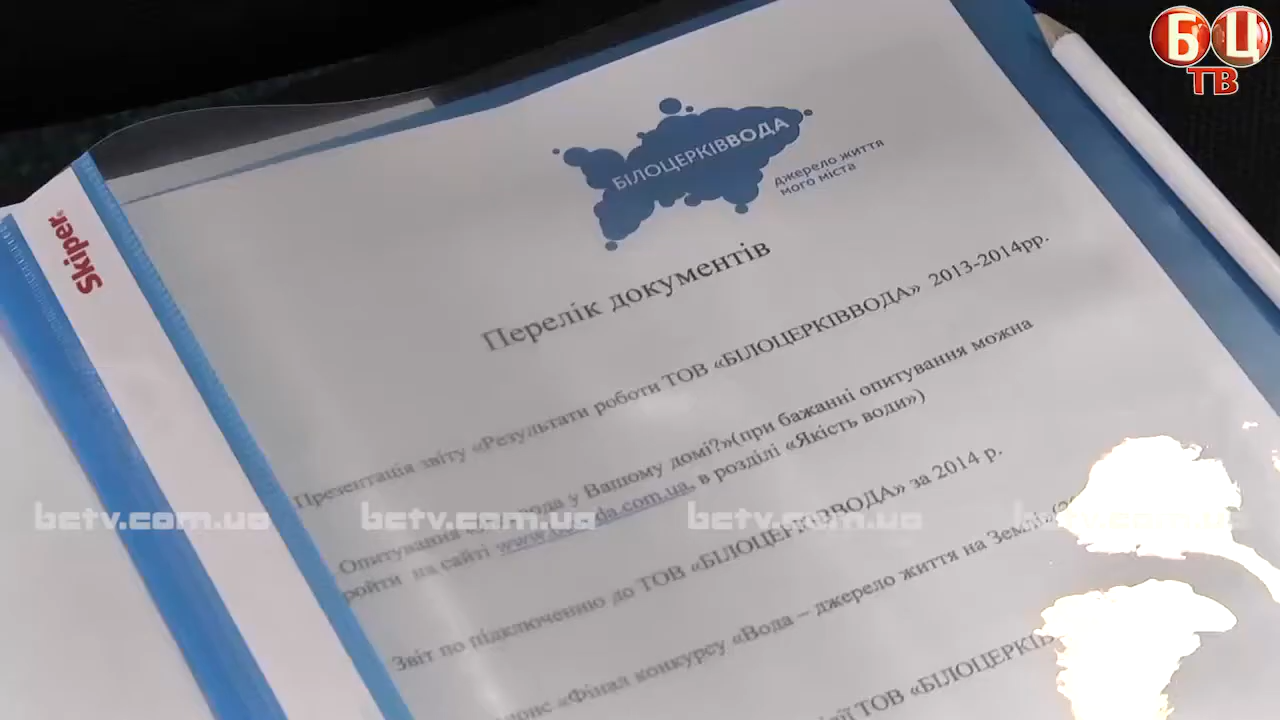 БЦ
ТВ
Skiper.
БІЛОЦЕРКІВВОДА
джерело життя
мого міста
Перелік документів
Презентація звіту «Результати роботи ТОВ «БІЛОЦЕРКІВВОДА» 2013-2014рр.
Опитування вода у Вашому домі?»(при бажанні опитування можна
ройти на сайті в розділі «Якість води»)
Звіт по підключенню до ТОВ «БІЛОЦЕРКІВВОДА» за 2014 р.
«Фінал конкурсу «Вода – джерело життя на Землі»
ТОВ
bctv.com.ua bctv.com.ua bctv.com.ua